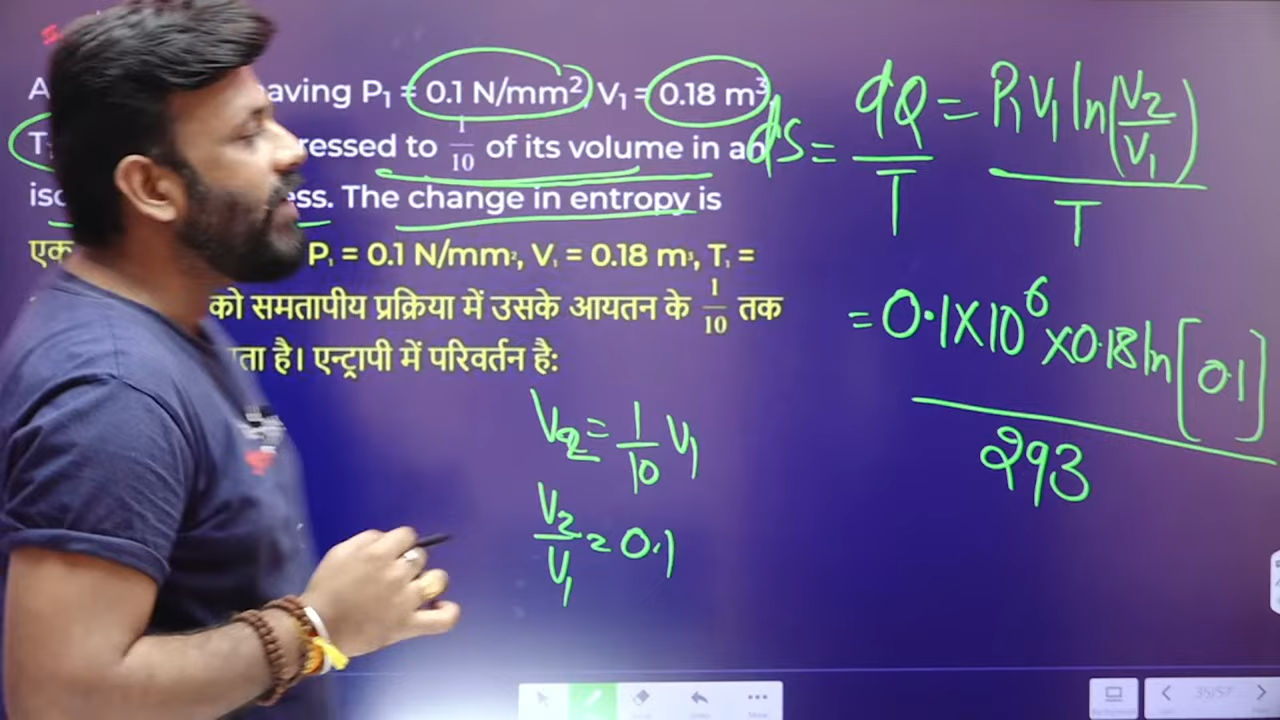 aving P₁ = 0.1 N/mm², V₁ = 0.18 m³
ressed to 1/10 of its volume in an
ess. The change in entropy is
एक P₁ = 0.1 N/mm², V₁ = 0.18 m³, T₁ =
को समतापीय प्रक्रिया में उसके आयतन के 1/10 तक
ता है। एन्ट्रापी में परिवर्तन है:
dS = dQ/T = P₁V₁ ln(V₂/V₁)/T
= 0.1×10⁶×0.18 ln[0.1]/293
V₂ = 1/10 V₁
V₂/V₁ = 0.1
35/57